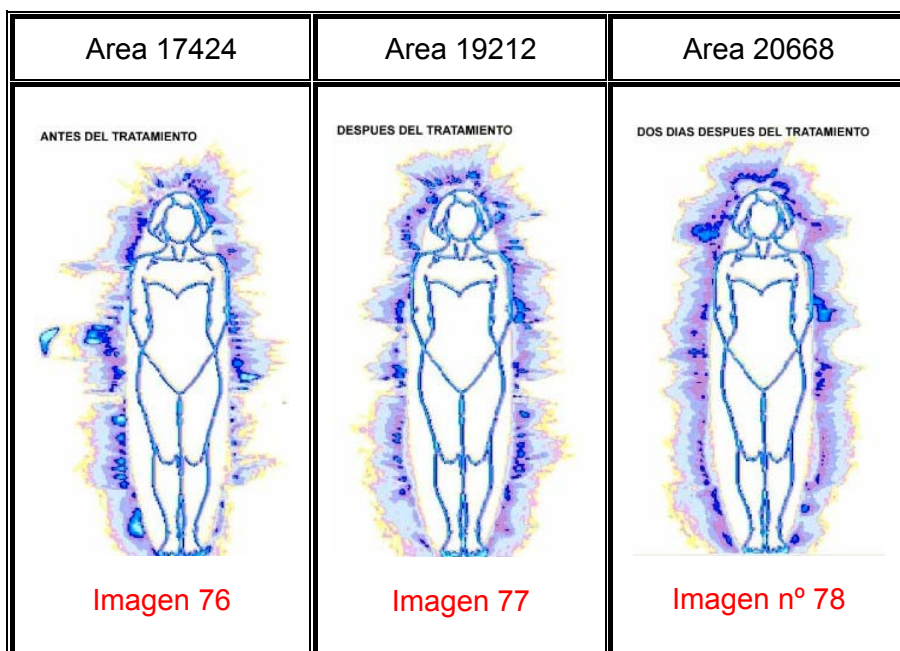 Area 17424
Area 19212
Area 20668
ANTES DEL TRATAMIENTO
DESPUES DEL TRATAMIENTO
DOS DIAS DESPUES DEL TRATAMIENTO
Imagen 76
Imagen 77
Imagen nº 78